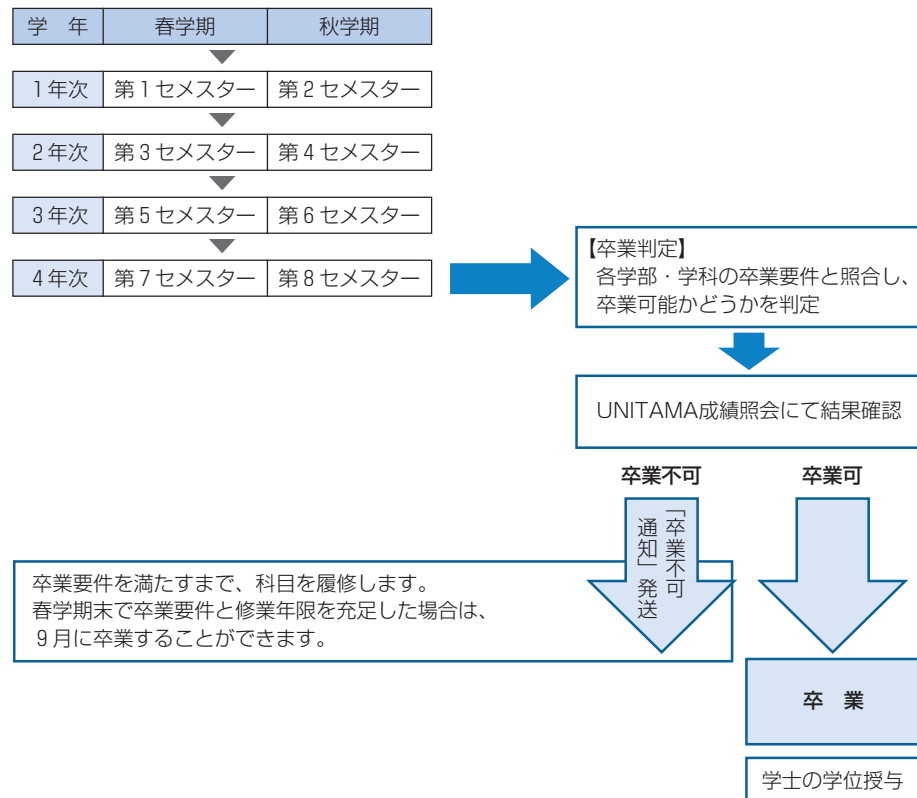 学　年　春学期　秋学期
1年次　第1セメスター　第2セメスター
2年次　第3セメスター　第4セメスター
3年次　第5セメスター　第6セメスター
4年次　第7セメスター　第8セメスター
【卒業判定】
各学部・学科の卒業要件と照合し、
卒業可能かどうかを判定
UNITAMA成績照会にて結果確認
卒業不可　卒業可
「卒業不可
通知」発送
卒業要件を満たすまで、科目を履修します。
春学期末で卒業要件と修業年限を充足した場合は、
9月に卒業することができます。
卒　業
学士の学位授与